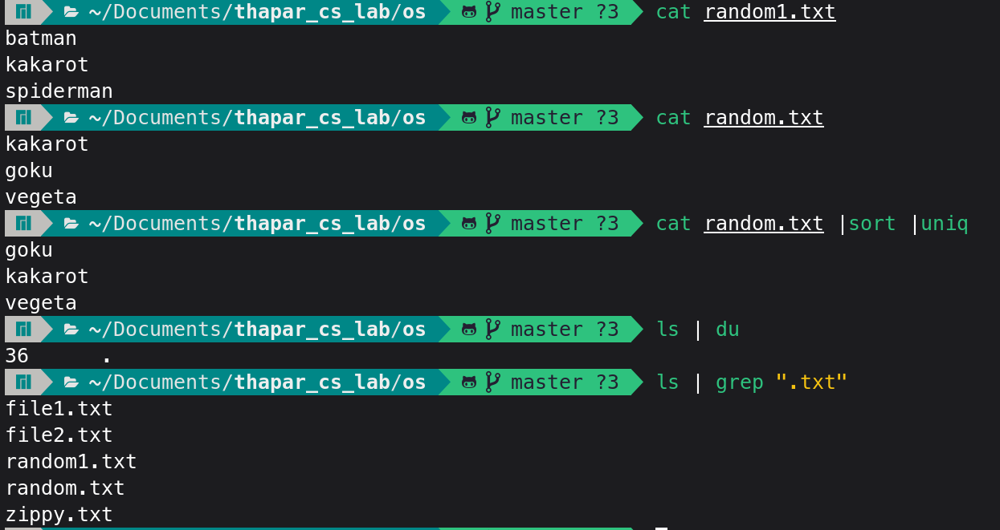 ~/Documents/thapar_cs_lab/os master ?3 cat random1.txt
batman
kakarot
spiderman
~/Documents/thapar_cs_lab/os master ?3 cat random.txt
kakarot
goku
vegeta
~/Documents/thapar_cs_lab/os master ?3 cat random.txt |sort |uniq
goku
kakarot
vegeta
~/Documents/thapar_cs_lab/os master ?3 ls | du
36 .
~/Documents/thapar_cs_lab/os master ?3 ls | grep ".txt"
file1.txt
file2.txt
random1.txt
random.txt
zippy.txt